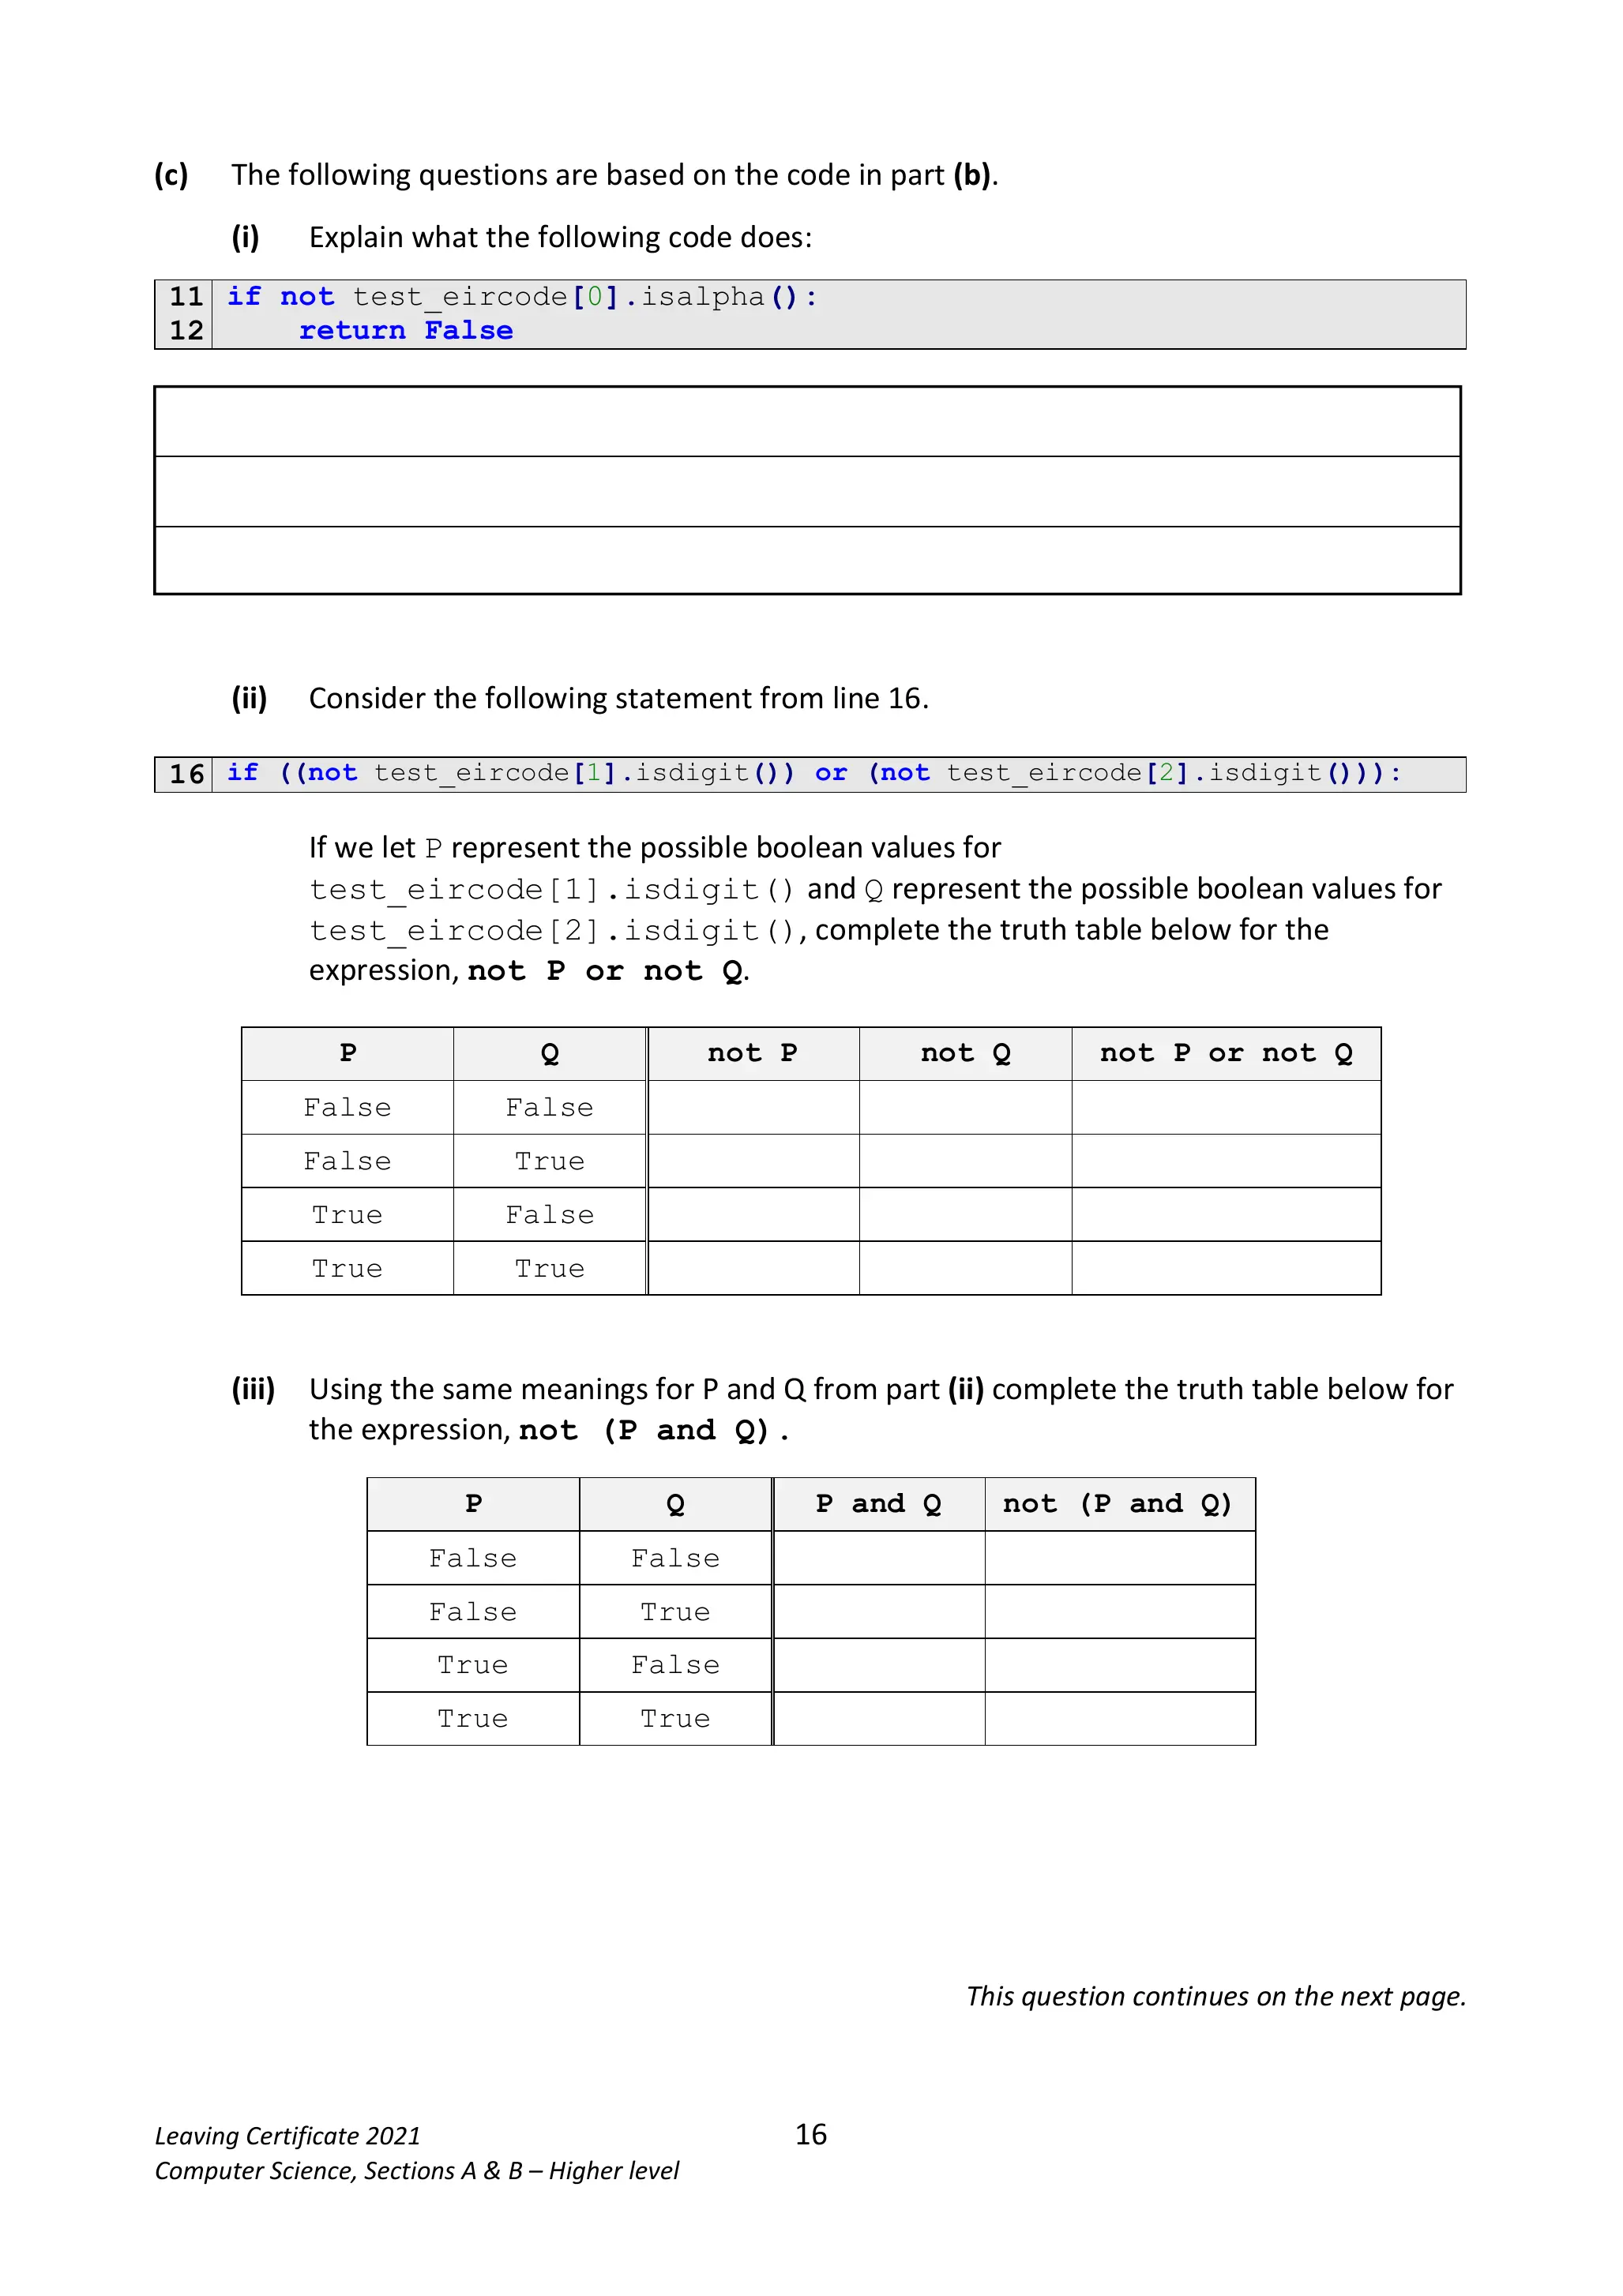 (c) The following questions are based on the code in part (b).
(i) Explain what the following code does:
11 if not test_eircode[0].isalpha():
12 return False
(ii) Consider the following statement from line 16.
16 if ((not test_eircode[1].isdigit()) or (not test_eircode[2].isdigit())):
If we let P represent the possible boolean values for
test_eircode[1].isdigit() and Q represent the possible boolean values for
test_eircode[2].isdigit(), complete the truth table below for the
expression, not P or not Q.
P Q not P not Q not P or not Q
False False
False True
True False
True True
(iii) Using the same meanings for P and Q from part (ii) complete the truth table below for
the expression, not (P and Q).
P Q P and Q not (P and Q)
False False
False True
True False
True True
This question continues on the next page.
Leaving Certificate 2021 16
Computer Science, Sections A & B – Higher level